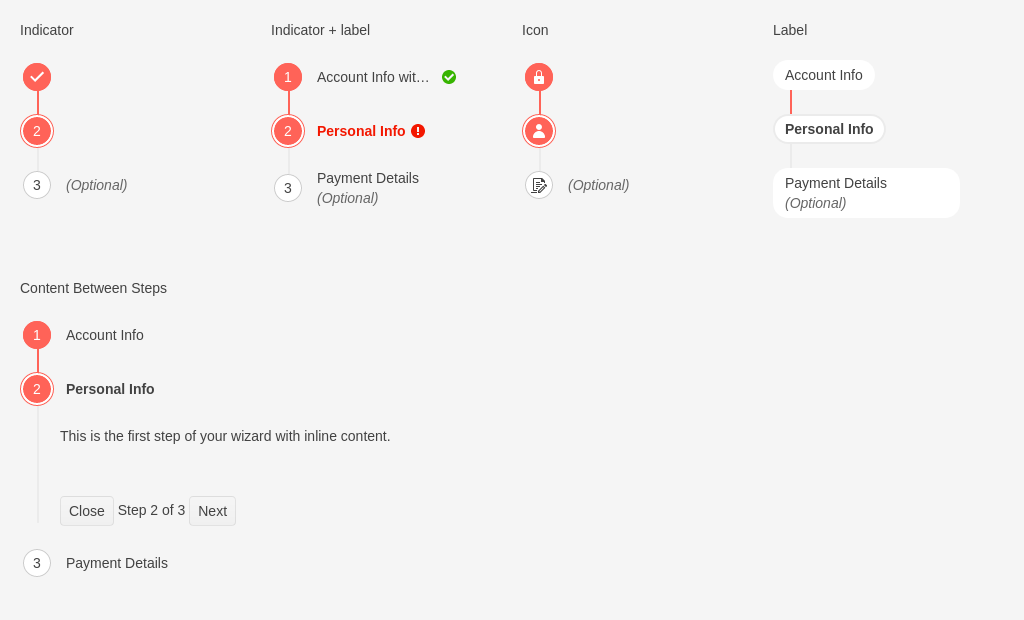 Indicator
2
3 (Optional)
Indicator + label
1 Account Info wit...
2 Personal Info
3 Payment Details
(Optional)
Icon
(Optional)
Label
Account Info
Personal Info
Payment Details
(Optional)
Content Between Steps
1 Account Info
2 Personal Info
This is the first step of your wizard with inline content.
Close Step 2 of 3 Next
3 Payment Details